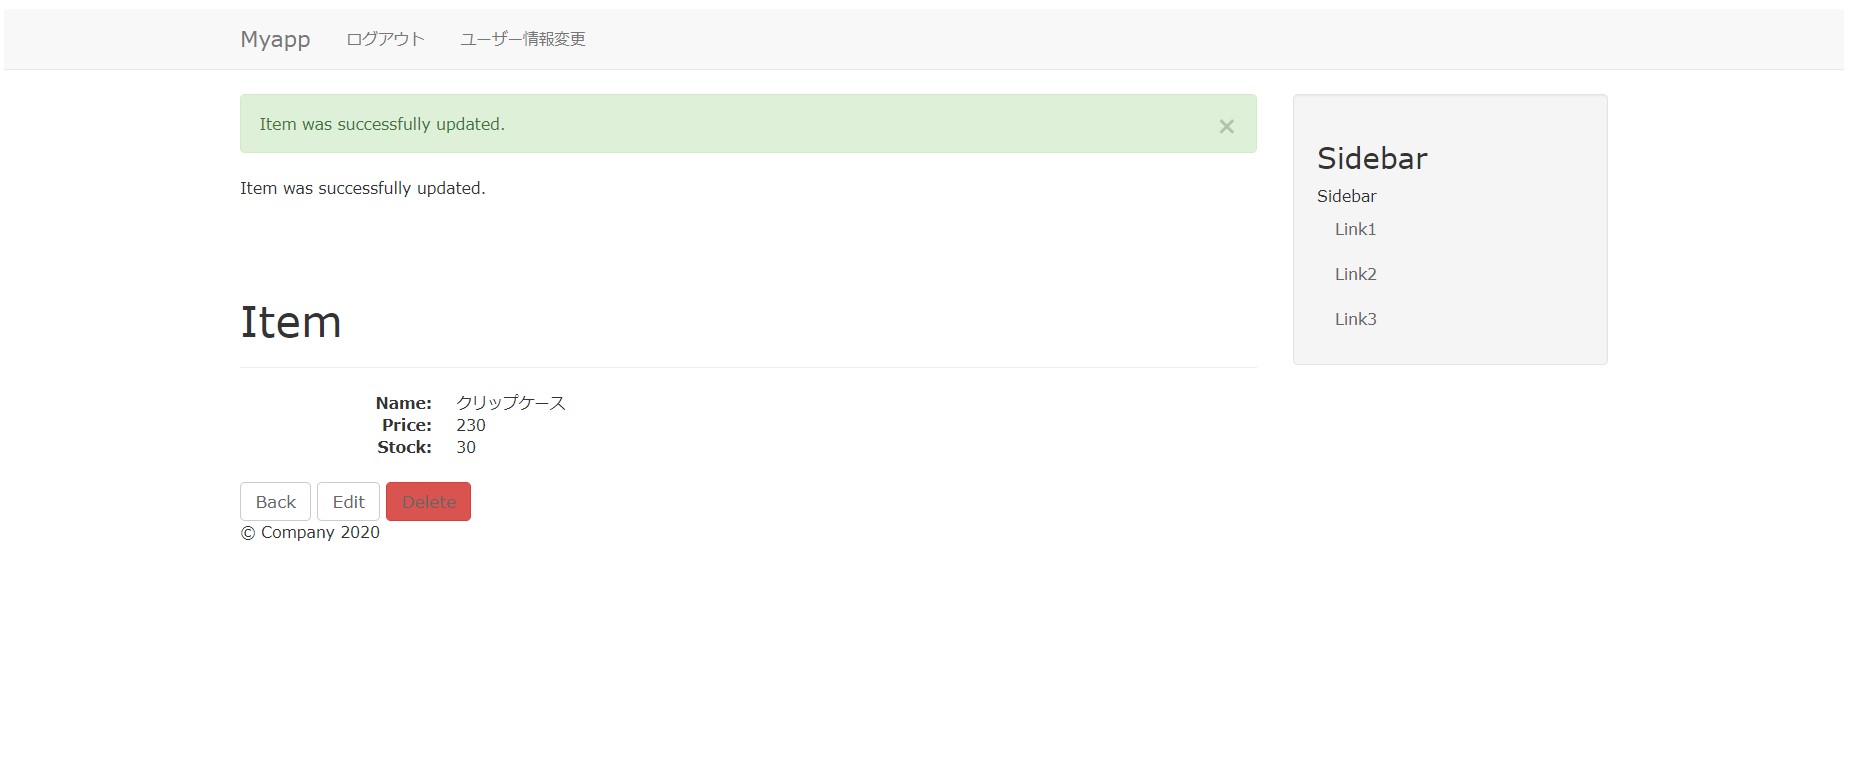 Myapp ログアウト ユーザー情報変更
Item was successfully updated. ×
Item was successfully updated.
Item
Name: クリップケース
Price: 230
Stock: 30
Back Edit Delete
© Company 2020
Sidebar
Sidebar
Link1
Link2
Link3